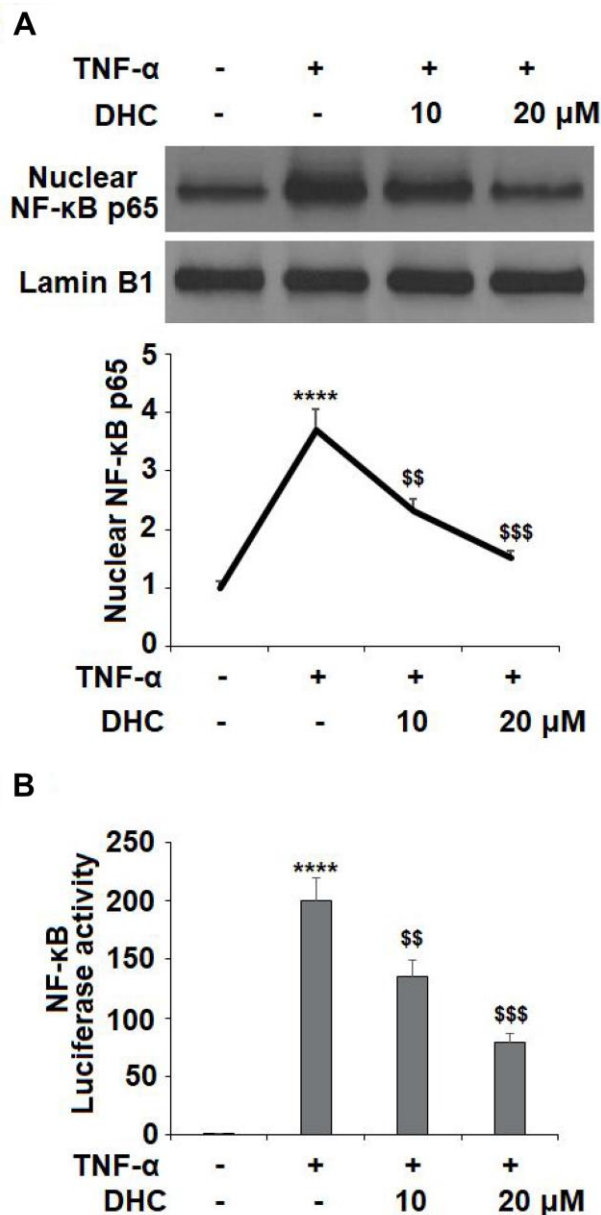 A
TNF-α - + + +
DHC - - 10 20 μM
Nuclear
NF-κB p65
Lamin B1
5
4
3
2
1
0
Nuclear NF-κB p65
****
$$
$$$
TNF-α - + + +
DHC - - 10 20 μM
B
250
200
150
100
50
0
NF-κB
Luciferase activity
****
$$
$$$
TNF-α - + + +
DHC - - 10 20 μM